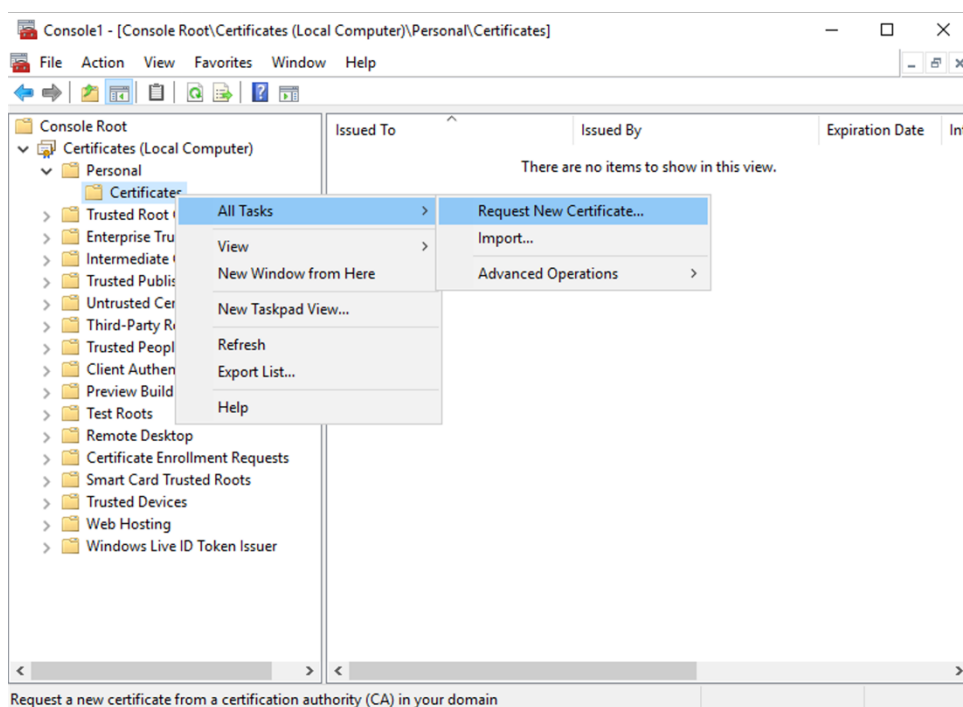 Console1 - [Console Root\Certificates (Local Computer)\Personal\Certificates]
File Action View Favorites Window Help
Console Root
Certificates (Local Computer)
Personal
Certificates
Trusted Root
Enterprise Tru
Intermediate
Trusted Publis
Untrusted Cer
Third-Party R
Trusted Peopl
Client Authen
Preview Build
Test Roots
Remote Desktop
Certificate Enrollment Requests
Smart Card Trusted Roots
Trusted Devices
Web Hosting
Windows Live ID Token Issuer
Issued To Issued By Expiration Date In
There are no items to show in this view.
All Tasks
View
New Window from Here
New Taskpad View...
Refresh
Export List...
Help
Request New Certificate...
Import...
Advanced Operations
Request a new certificate from a certification authority (CA) in your domain